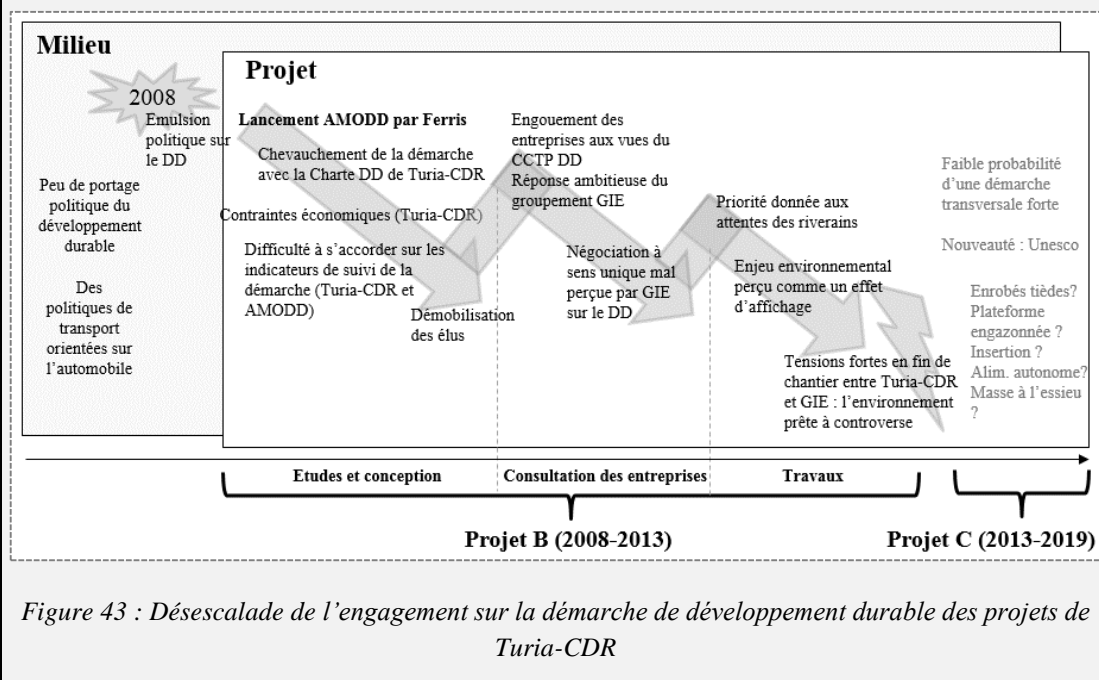 Milieu
2008
Emulsion
politique sur
le DD
Peu de portage
politique du
développement
durable
Des
politiques de
transport
orientées sur
l'automobile
Projet
Lancement AMODD par Ferris
Chevauchement de la démarche
avec la Charte DD de Turia-CDR
Contraintes économiques (Turia-CDR)
Difficulté à s'accorder sur les
indicateurs de suivi de la
démarche (Turia-CDR et
AMODD)
Démobilisation
des élus
Engouement des
entreprises aux vues du
CCTP DD
Réponse ambitieuse du
groupement GIE
Négociation à
sens unique mal
perçue par GIE
sur le DD
Priorité donnée aux
attentes des riverains
Enjeu environnemental
perçu comme un effet
d'affichage
Tensions fortes en fin de
chantier entre Turia-CDR
et GIE : l'environnement
prête à controverse
Faible probabilité
d'une démarche
transversale forte
Nouveauté : Unesco
Enrobés tièdes?
Plateforme
engazonnée ?
Insertion ?
Alim. autonome?
Masse à l'essieu
?
Etudes et conception
Consultation des entreprises
Travaux
Projet B (2008-2013)
Projet C (2013-2019)
Figure 43 : Désescalade de l'engagement sur la démarche de développement durable des projets de
Turia-CDR